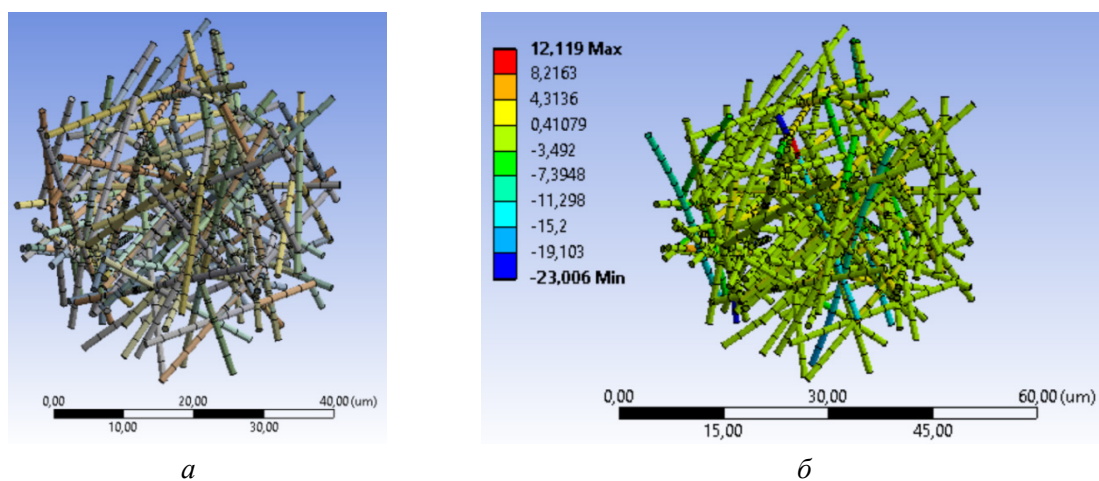 12,119 Max
8,2163
4,3136
0,41079
-3,492
-7,3948
-11,298
-15,2
-19,103
-23,006 Min
0,00 20,00 40,00 (um)
10,00 30,00
0,00 30,00 60,00 (um)
15,00 45,00
а б